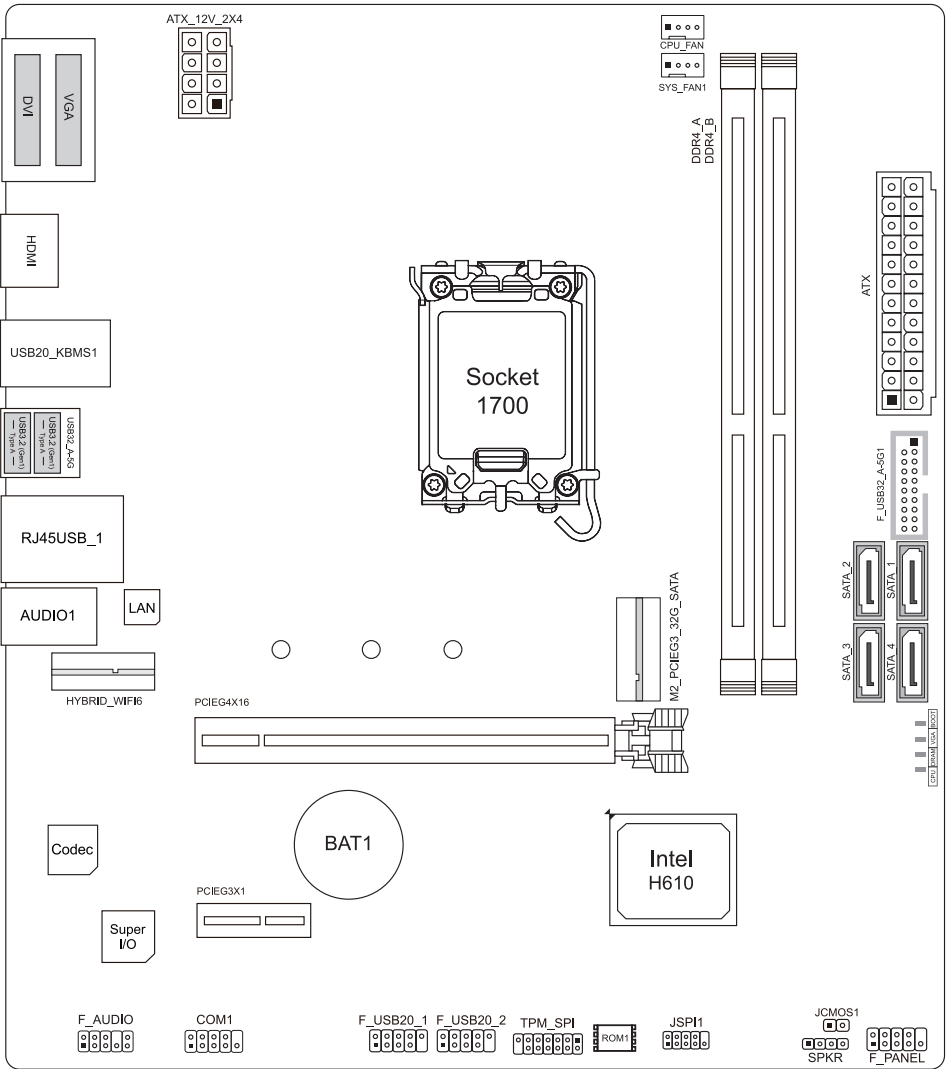 ATX_12V_2X4
CPU_FAN
SYS_FAN1
DVI
VGA
DDR4_A
DDR4_B
HDMI
ATX
USB20_KBMS1
Socket
1700
USB3.2 (Gen1)
— Type A —
USB3.2 (Gen1)
— Type A —
USB32_A-5G
F_USB32_A-5G1
RJ45USB_1
SATA_2
SATA_1
AUDIO1
LAN
M2_PCIEG3_32G_SATA
SATA_3
SATA_4
HYBRID_WIFI6
PCIEG4X16
CPU
DRAM
VGA
BOOT
BAT1
Codec
Intel
H610
PCIEG3X1
Super
I/O
F_AUDIO
COM1
F_USB20_1
F_USB20_2
TPM_SPI
ROM1
JSPI1
JCMOS1
SPKR
F_PANEL